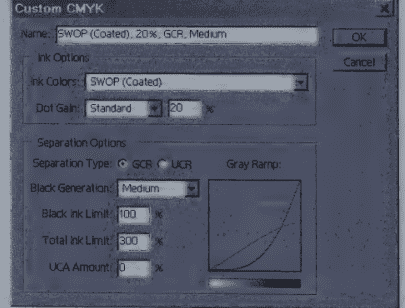 Custom CMYK
Name: SWOP (Coated), 20%, GCR, Medium
OK
Cancel
Ink Options
Ink Colors: SWOP (Coated)
Dot Gain: Standard 20 %
Separation Options
Separation Type: GCR UCR
Gray Ramp:
Black Generation: Medium
Black Ink Limit: 100 %
Total Ink Limit: 300 %
UCA Amount: 0 %